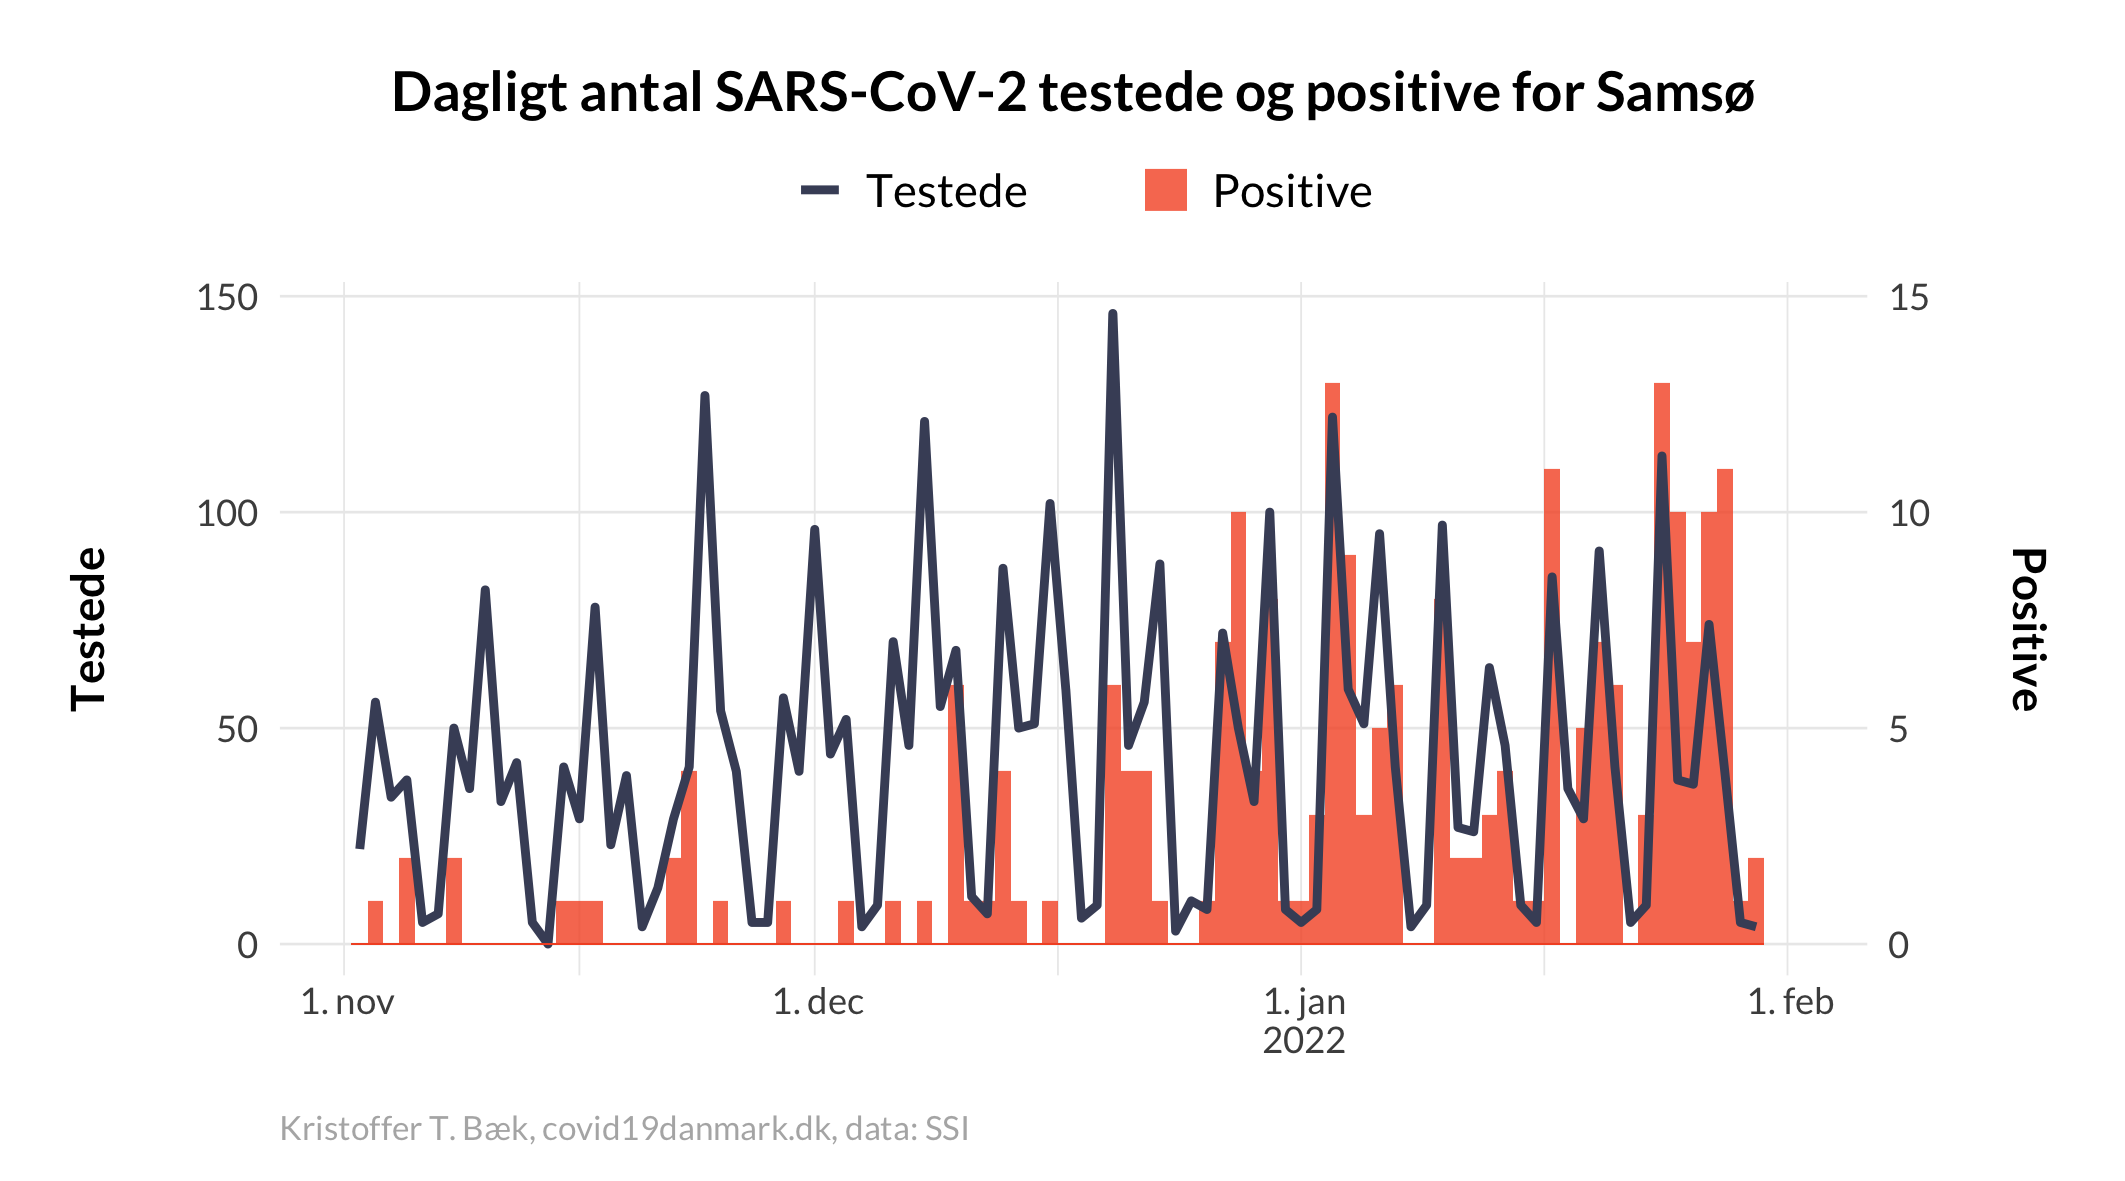 Dagligt antal SARS-CoV-2 testede og positive for Samsø
Testede
Positive
150
100
50
0
15
10
5
0
Testede
Positive
1. nov
1. dec
1. jan
2022
1. feb
Kristoffer T. Bæk, covid19danmark.dk, data: SSI